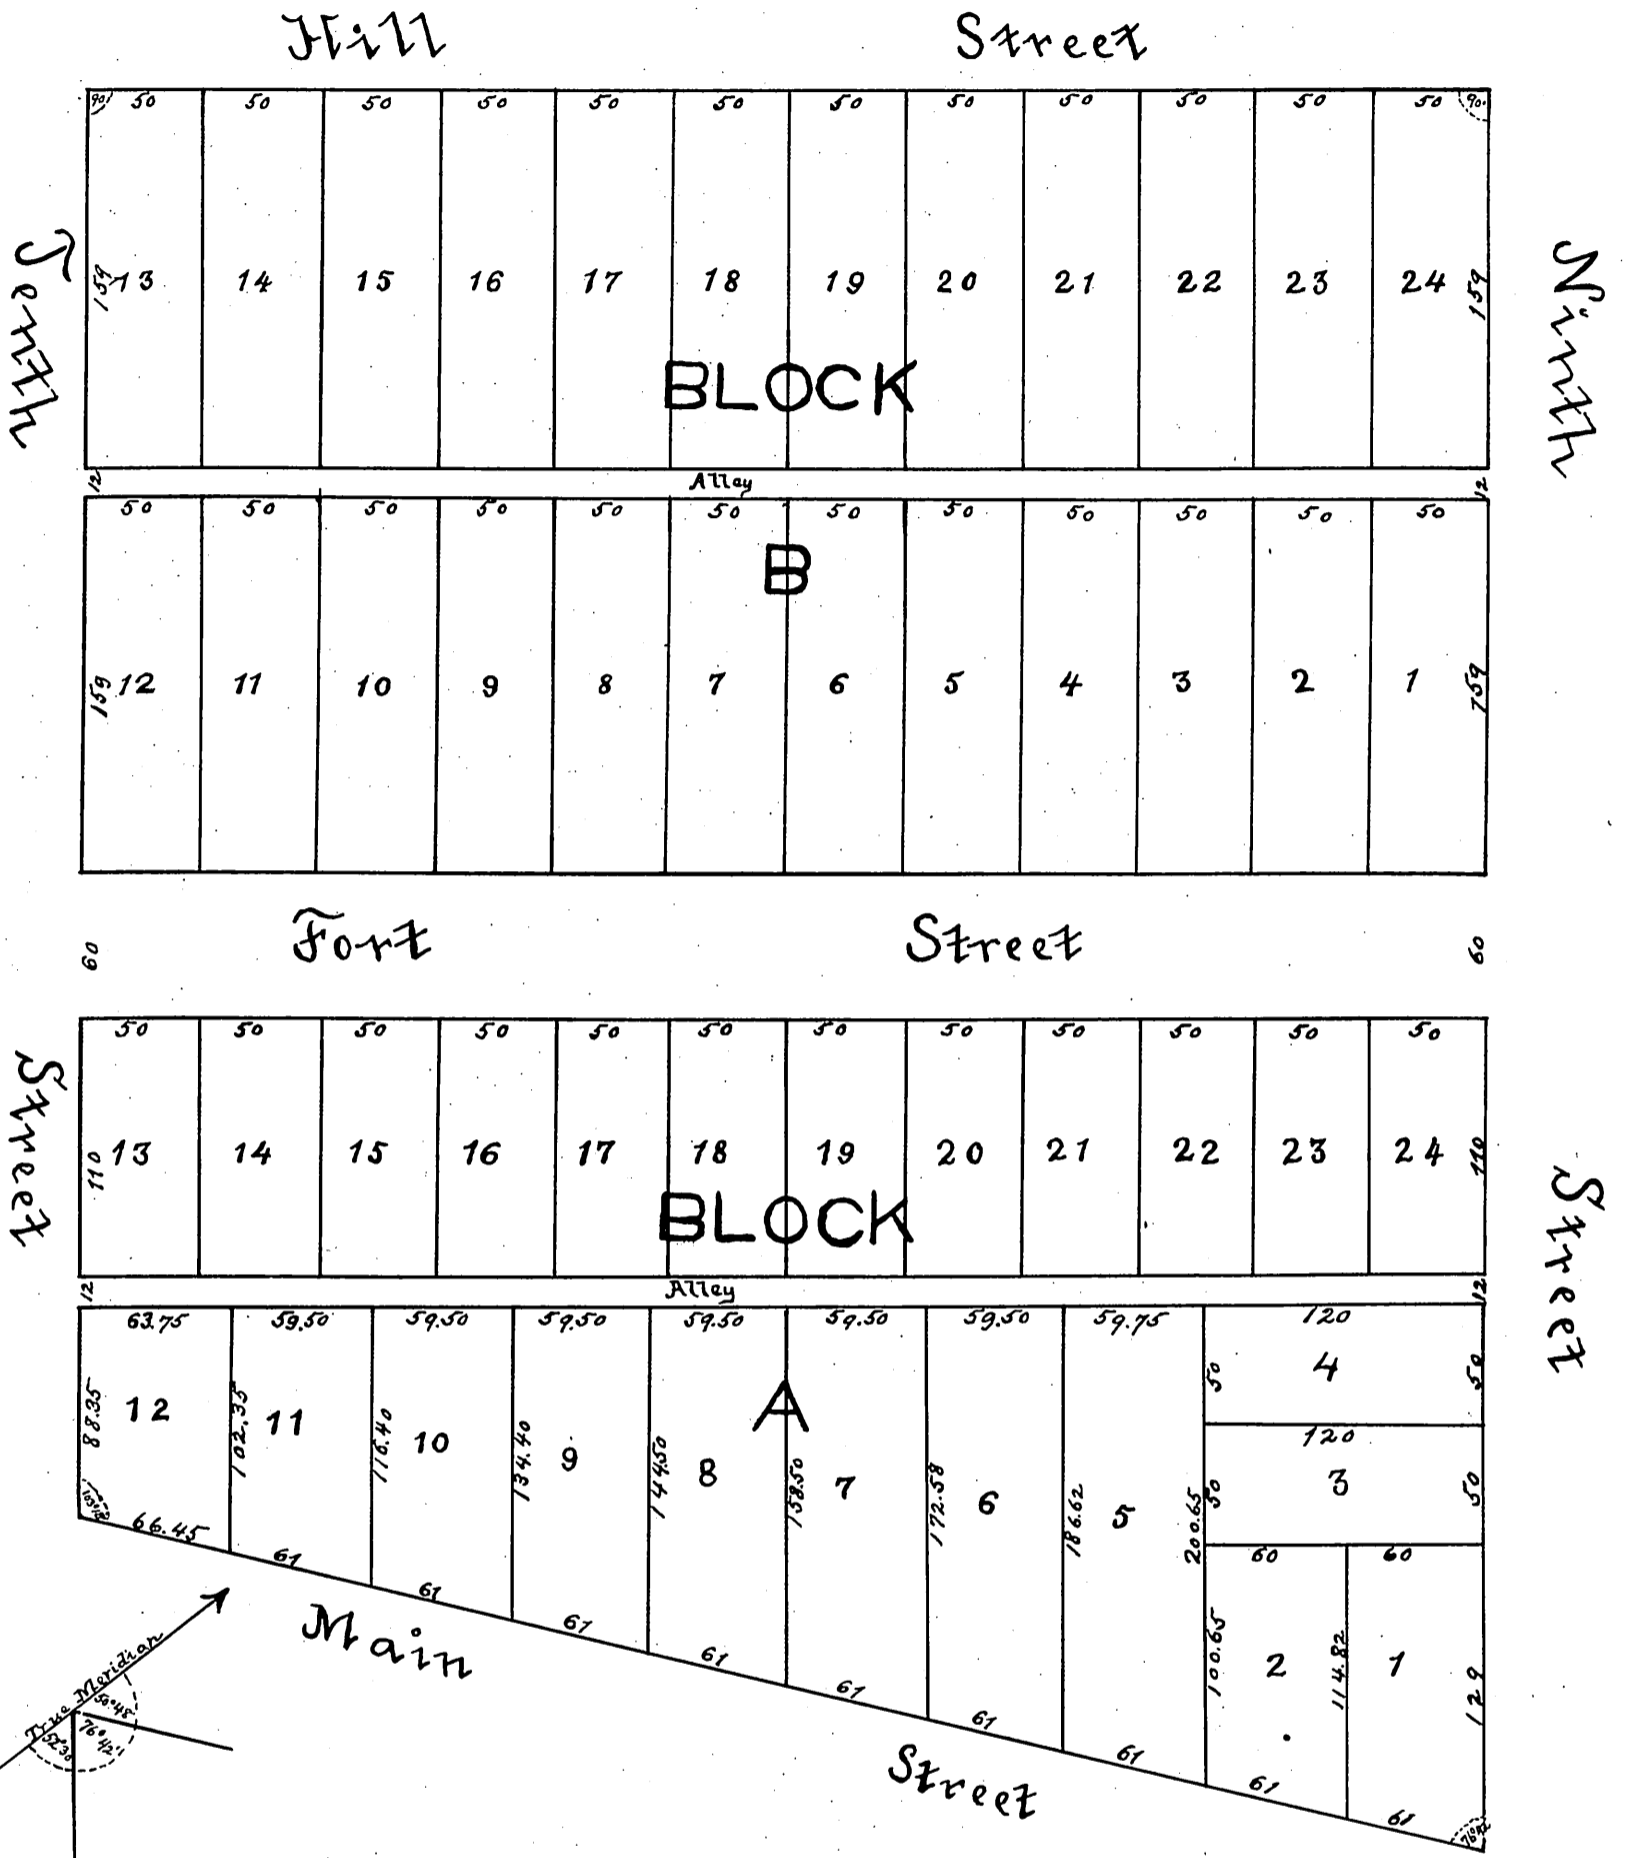 Hill Street
90° 50 50 50 50 50 50 50 50 50 50 50 50 90°
Tenth Street
Ninth Street
159 13 14 15 16 17 18 19 20 21 22 23 24 159
BLOCK
12 Alley 12
50 50 50 50 50 50 50 50 50 50 50 50
B
159 12 11 10 9 8 7 6 5 4 3 2 1 159
60 Fort Street 60
50 50 50 50 50 50 50 50 50 50 50 50
110 13 14 15 16 17 18 19 20 21 22 23 24 110
BLOCK
12 Alley 12
63.75 59.50 59.50 59.50 59.50 59.50 59.50 59.75 120
50 4 50
A
88.35 12 102.35 11 116.40 10 134.40 9 144.50 8 158.50 7 172.58 6 186.62 5 200.65
120
50 3 50
60 60
100.65 2 114.82 1 129
66.45 61 61 61 61 61 61 61 61 61
76°42'
Main Street
True Meridian
50°48'
76°42'
52°30'